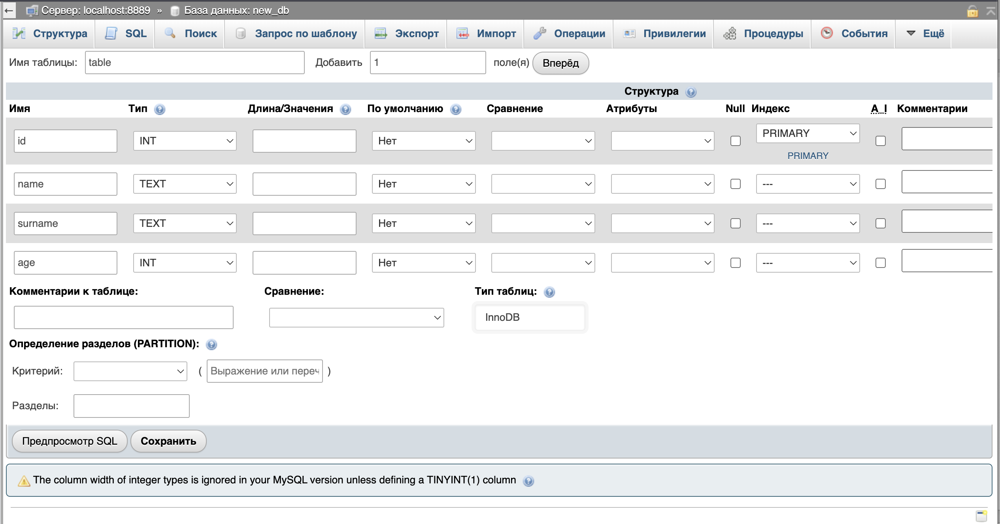 Сервер: localhost:8889 » База данных: new_db
Структура SQL Поиск Запрос по шаблону Экспорт Импорт Операции Привилегии Процедуры События Ещё
Имя таблицы: table Добавить 1 поле(я) Вперёд
Структура
Имя Тип Длина/Значения По умолчанию Сравнение Атрибуты Null Индекс A_I Комментарии
id INT Нет PRIMARY
PRIMARY
name TEXT Нет ---
surname TEXT Нет ---
age INT Нет ---
Комментарии к таблице: Сравнение: Тип таблиц:
InnoDB
Определение разделов (PARTITION):
Критерий: ( Выражение или переч )
Разделы:
Предпросмотр SQL Сохранить
The column width of integer types is ignored in your MySQL version unless defining a TINYINT(1) column